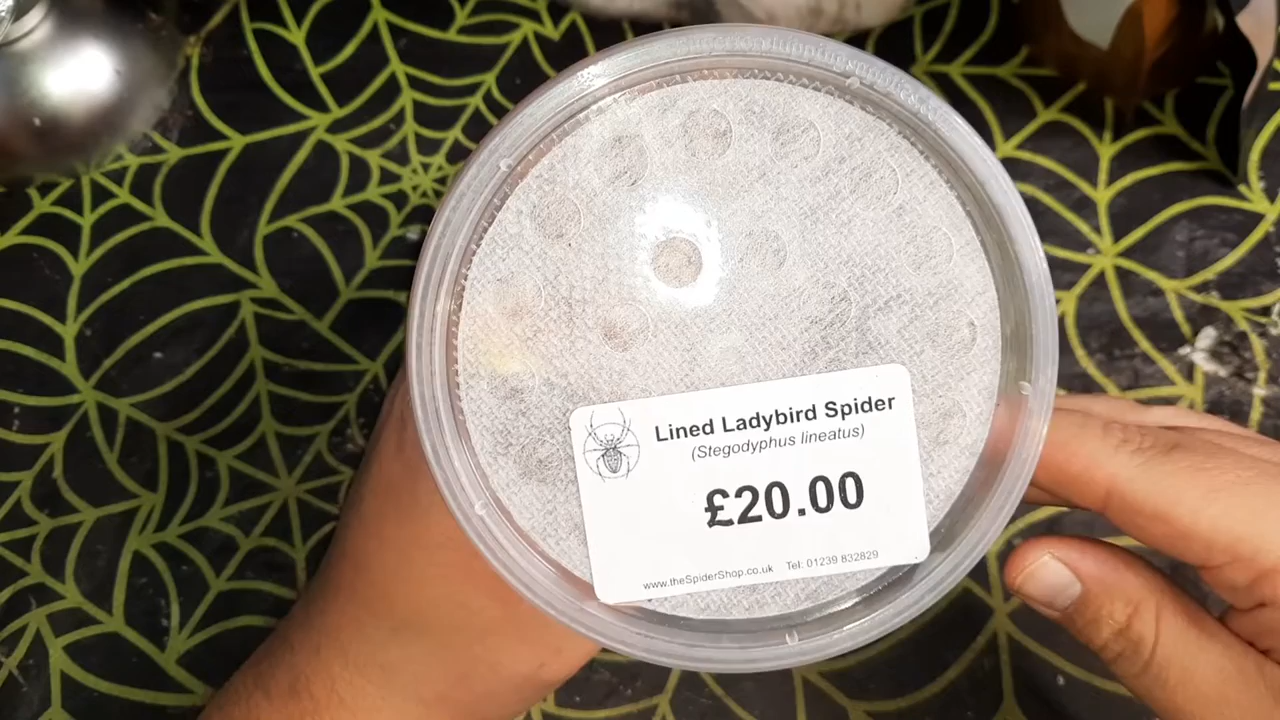 Lined Ladybird Spider
(Stegodyphus lineatus)
£20.00
www.theSpiderShop.co.uk Tel: 01239 832829